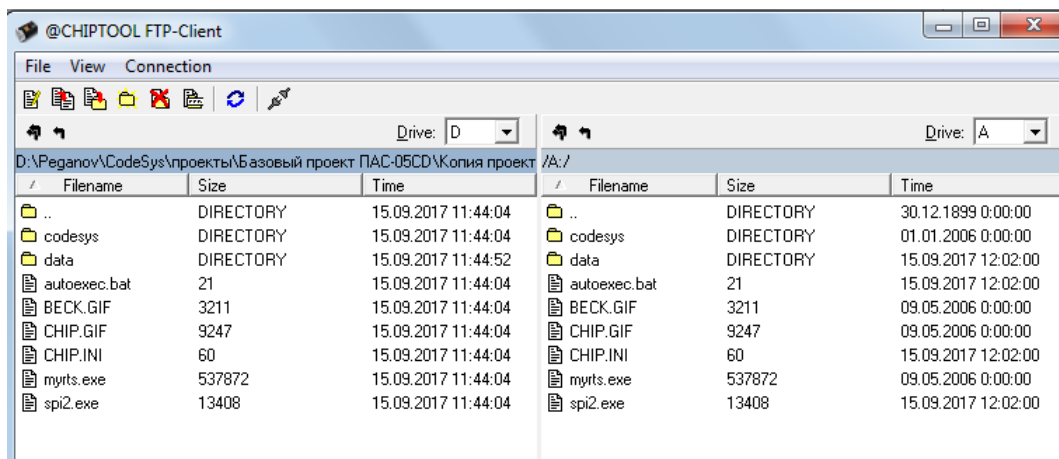 @CHIPTOOL FTP-Client
File View Connection
Drive: D Drive: A
D:\Peganov\CodeSys\проекты\Базовый проект ПАС-05CD\Копия проект /A:/
Filename Size Time Filename Size Time
.. DIRECTORY 15.09.2017 11:44:04 .. DIRECTORY 30.12.1899 0:00:00
codesys DIRECTORY 15.09.2017 11:44:04 codesys DIRECTORY 01.01.2006 0:00:00
data DIRECTORY 15.09.2017 11:44:52 data DIRECTORY 15.09.2017 12:02:00
autoexec.bat 21 15.09.2017 11:44:04 autoexec.bat 21 15.09.2017 12:02:00
BECK.GIF 3211 15.09.2017 11:44:04 BECK.GIF 3211 09.05.2006 0:00:00
CHIP.GIF 9247 15.09.2017 11:44:04 CHIP.GIF 9247 09.05.2006 0:00:00
CHIP.INI 60 15.09.2017 11:44:04 CHIP.INI 60 15.09.2017 12:02:00
myrts.exe 537872 15.09.2017 11:44:04 myrts.exe 537872 09.05.2006 0:00:00
spi2.exe 13408 15.09.2017 11:44:04 spi2.exe 13408 15.09.2017 12:02:00